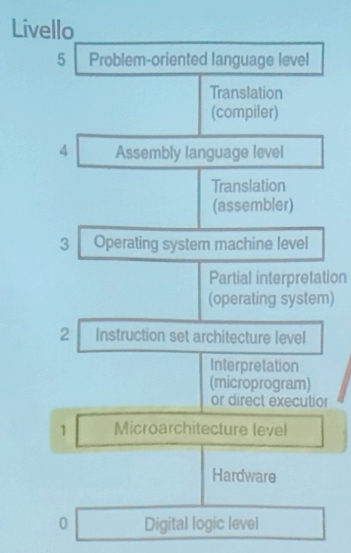 Livello
5 Problem-oriented language level
Translation
(compiler)
4 Assembly language level
Translation
(assembler)
3 Operating system machine level
Partial interpretation
(operating system)
2 Instruction set architecture level
Interpretation
(microprogram)
or direct execution
1 Microarchitecture level
Hardware
0 Digital logic level